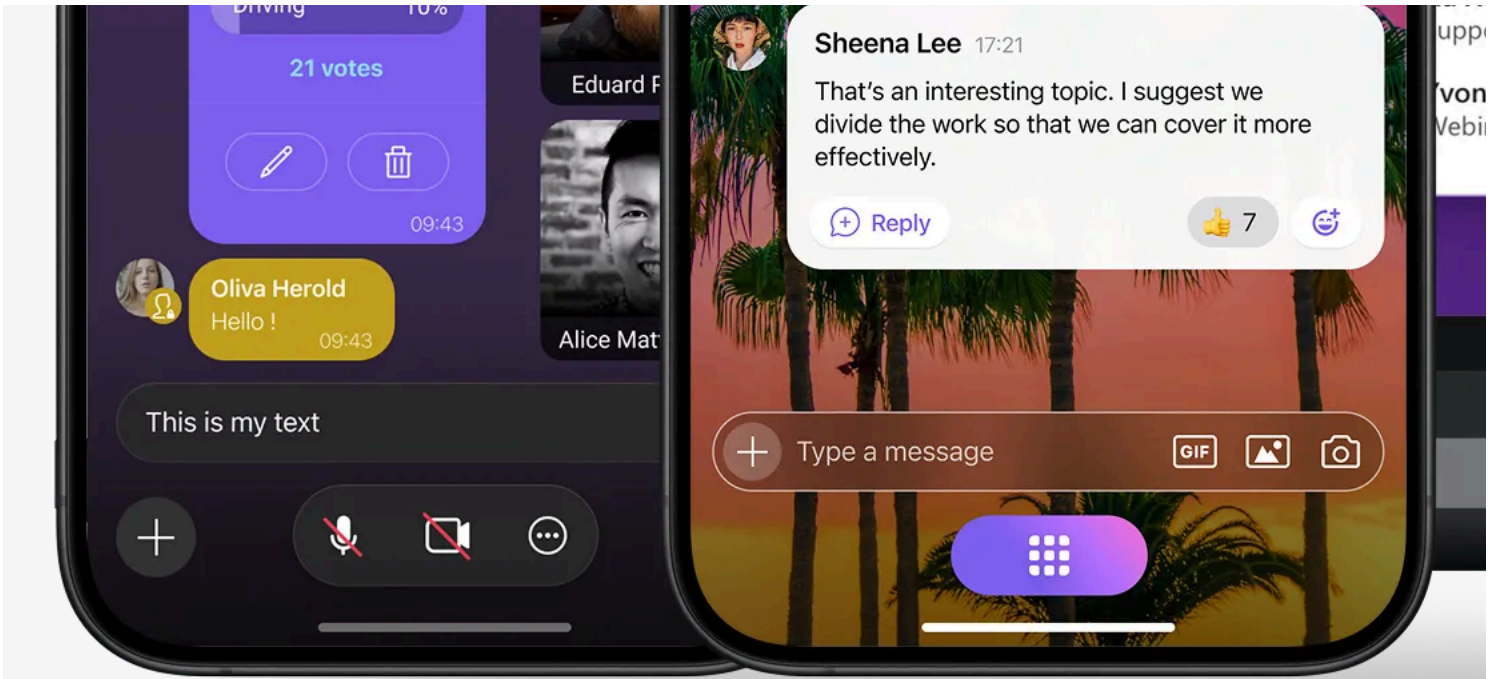 Driving 10%
21 votes
09:43
Oliva Herold
Hello !
09:43
This is my text
Eduard
Alice
Sheena Lee 17:21
That’s an interesting topic. I suggest we
divide the work so that we can cover it more
effectively.
Reply
7
Type a message
GIF